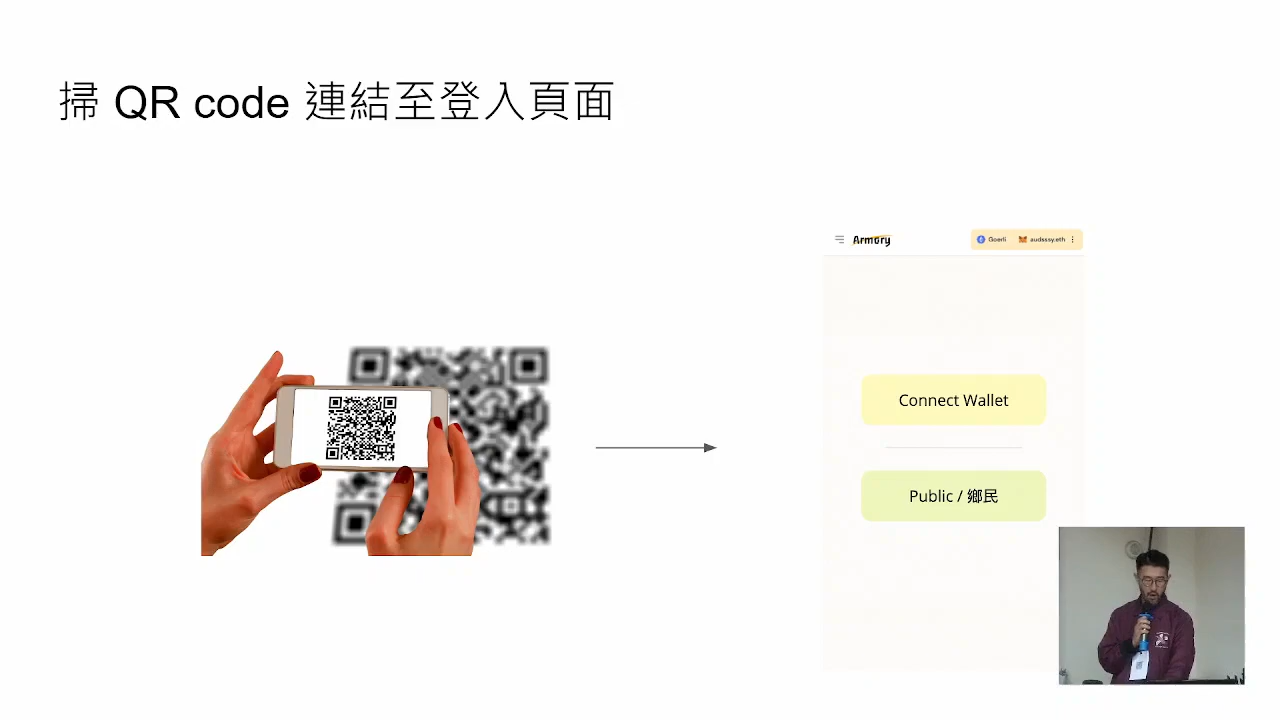 掃 QR code 連結至登入頁面
Armory
Goerli
audsssy.eth
Connect Wallet
Public / 鄉民